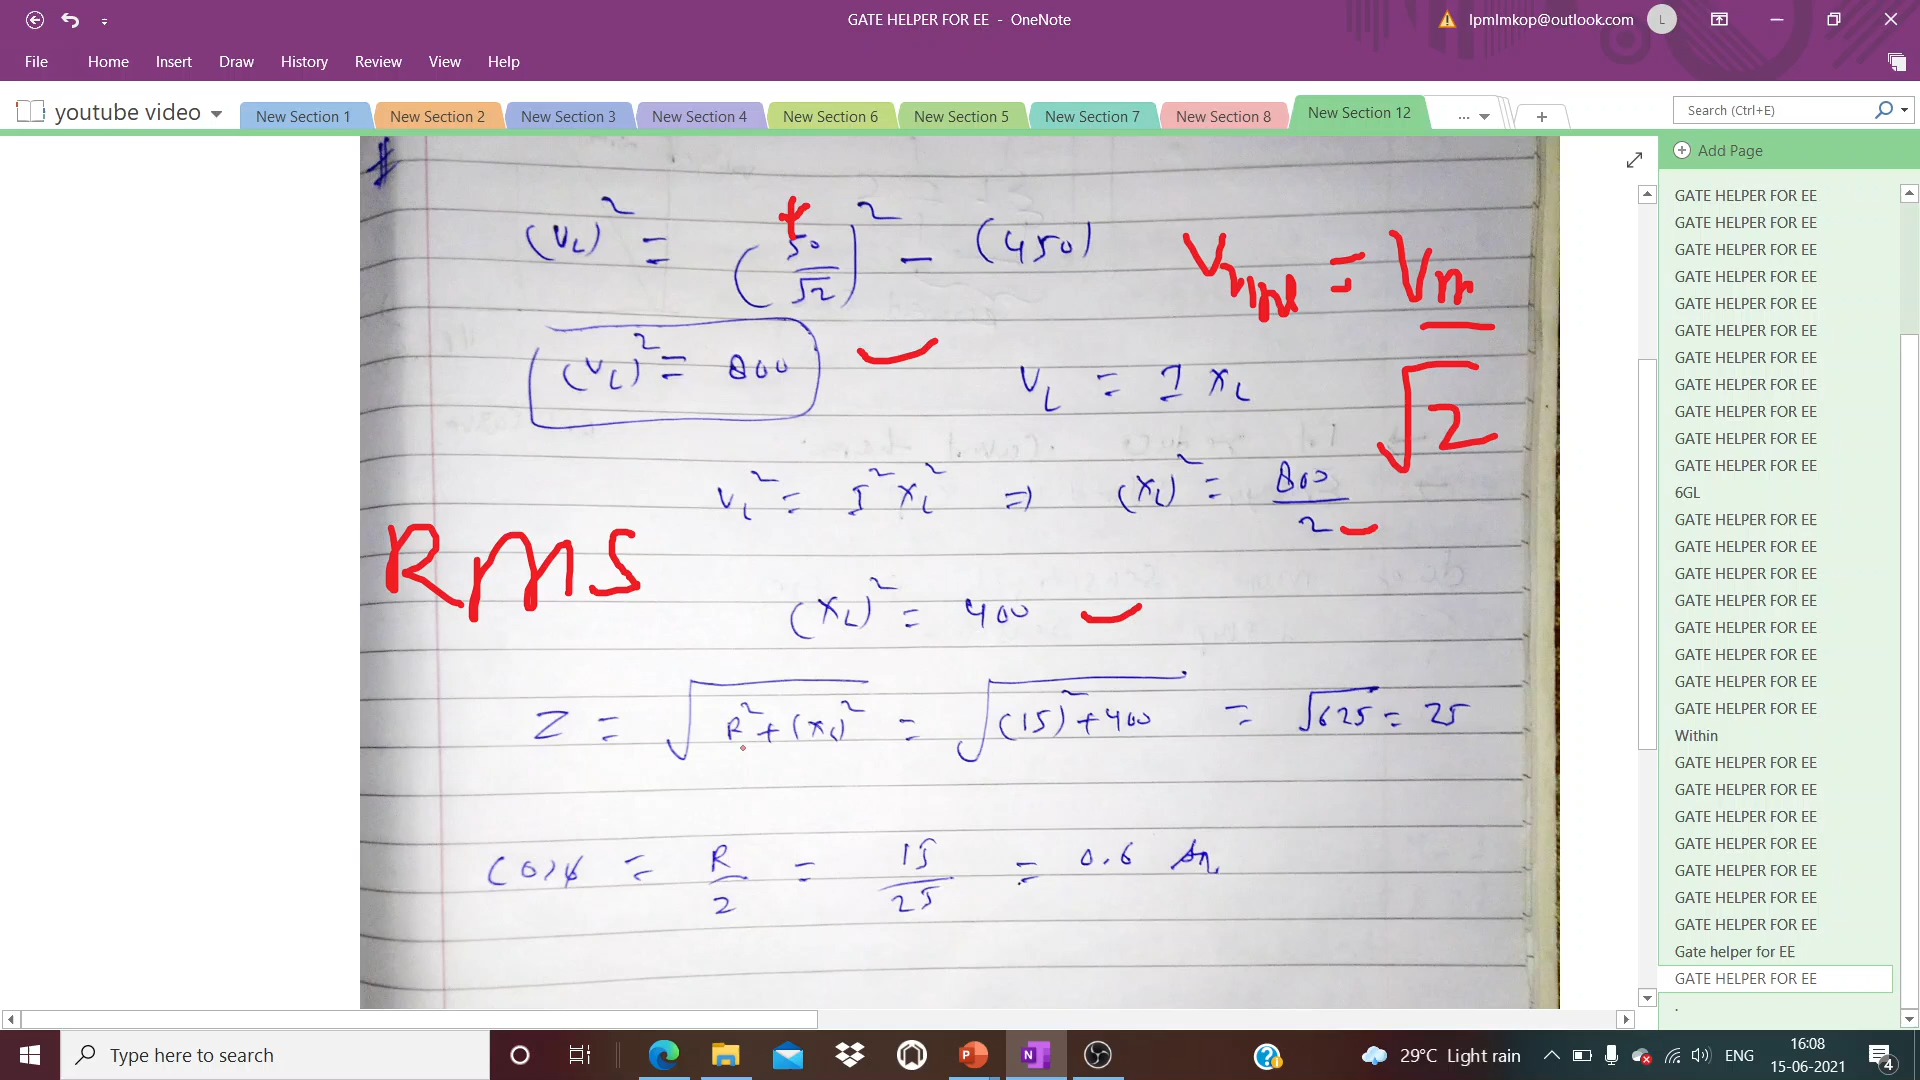 GATE HELPER FOR EE - OneNote
lpmlmkop@outlook.com
L
File Home Insert Draw History Review View Help
youtube video
New Section 1 New Section 2 New Section 3 New Section 4 New Section 6 New Section 5 New Section 7 New Section 8 New Section 12 ... +
Search (Ctrl+E)
Add Page
(VL)² = (50/√2)² - (450)
Vrms = Vm/√2
(VL)² = 800
VL = I XL
VL² = I² XL² ⇒ (XL)² = 800/2
RMS
(XL)² = 400
Z = √R²+(XL)² = √(15)²+400 = √625 = 25
cosφ = R/2 = 15/25 = 0.6 An
GATE HELPER FOR EE
GATE HELPER FOR EE
GATE HELPER FOR EE
GATE HELPER FOR EE
GATE HELPER FOR EE
GATE HELPER FOR EE
GATE HELPER FOR EE
GATE HELPER FOR EE
GATE HELPER FOR EE
GATE HELPER FOR EE
GATE HELPER FOR EE
6GL
GATE HELPER FOR EE
GATE HELPER FOR EE
GATE HELPER FOR EE
GATE HELPER FOR EE
GATE HELPER FOR EE
GATE HELPER FOR EE
GATE HELPER FOR EE
GATE HELPER FOR EE
Within
GATE HELPER FOR EE
GATE HELPER FOR EE
GATE HELPER FOR EE
GATE HELPER FOR EE
GATE HELPER FOR EE
GATE HELPER FOR EE
GATE HELPER FOR EE
Gate helper for EE
GATE HELPER FOR EE
.
Type here to search
29°C Light rain
ENG
16:08
15-06-2021
4